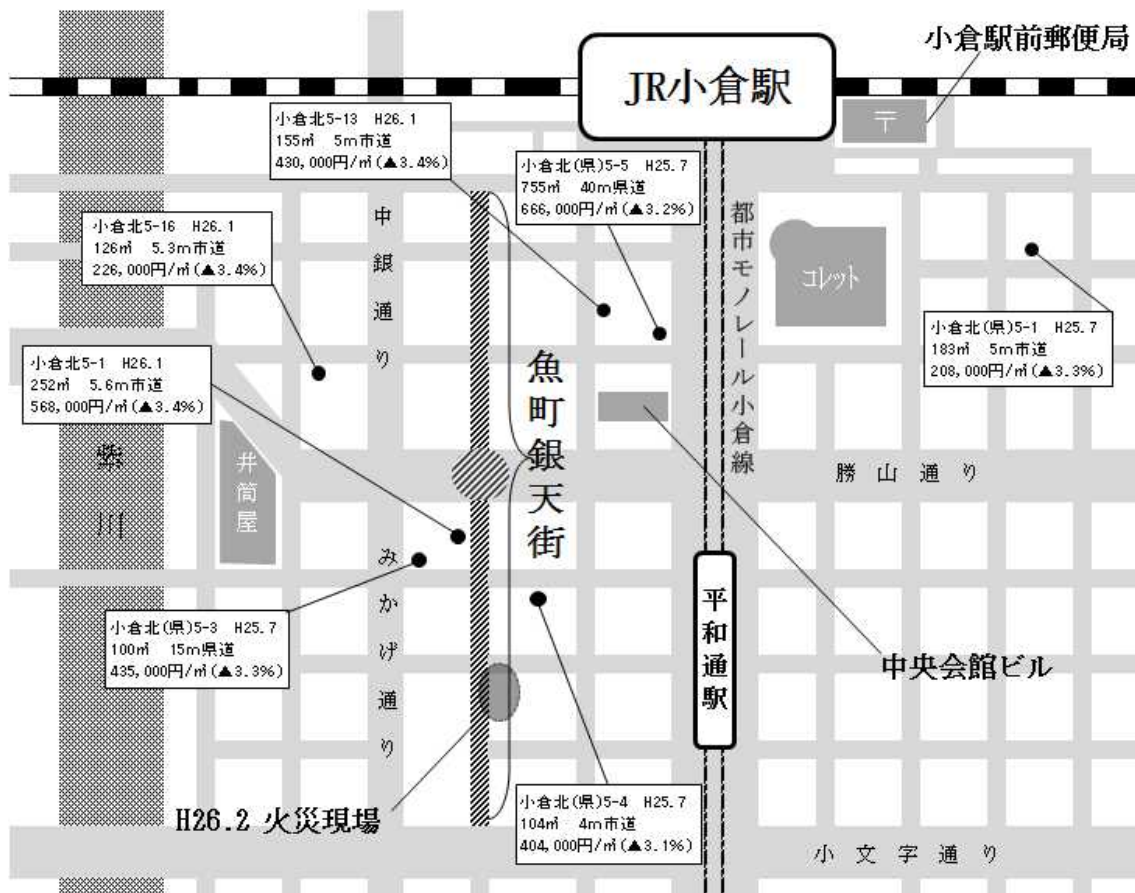 小倉駅前郵便局
JR小倉駅
〒
小倉北5-13 H26.1
155㎡ 5m市道
430,000円/㎡(▲3.4%)
小倉北(県)5-5 H25.7
755㎡ 40m県道
666,000円/㎡(▲3.2%)
小倉北5-16 H26.1
126㎡ 5.3m市道
226,000円/㎡(▲3.4%)
中銀通り
都市モノレール小倉線
コレット
小倉北(県)5-1 H25.7
183㎡ 5m市道
208,000円/㎡(▲3.3%)
小倉北5-1 H26.1
252㎡ 5.6m市道
568,000円/㎡(▲3.4%)
魚町銀天街
紫川
井筒屋
勝山通り
みかげ通り
平和通駅
小倉北(県)5-3 H25.7
100㎡ 15m県道
435,000円/㎡(▲3.3%)
中央会館ビル
H26.2 火災現場
小倉北(県)5-4 H25.7
104㎡ 4m市道
404,000円/㎡(▲3.1%)
小文字通り